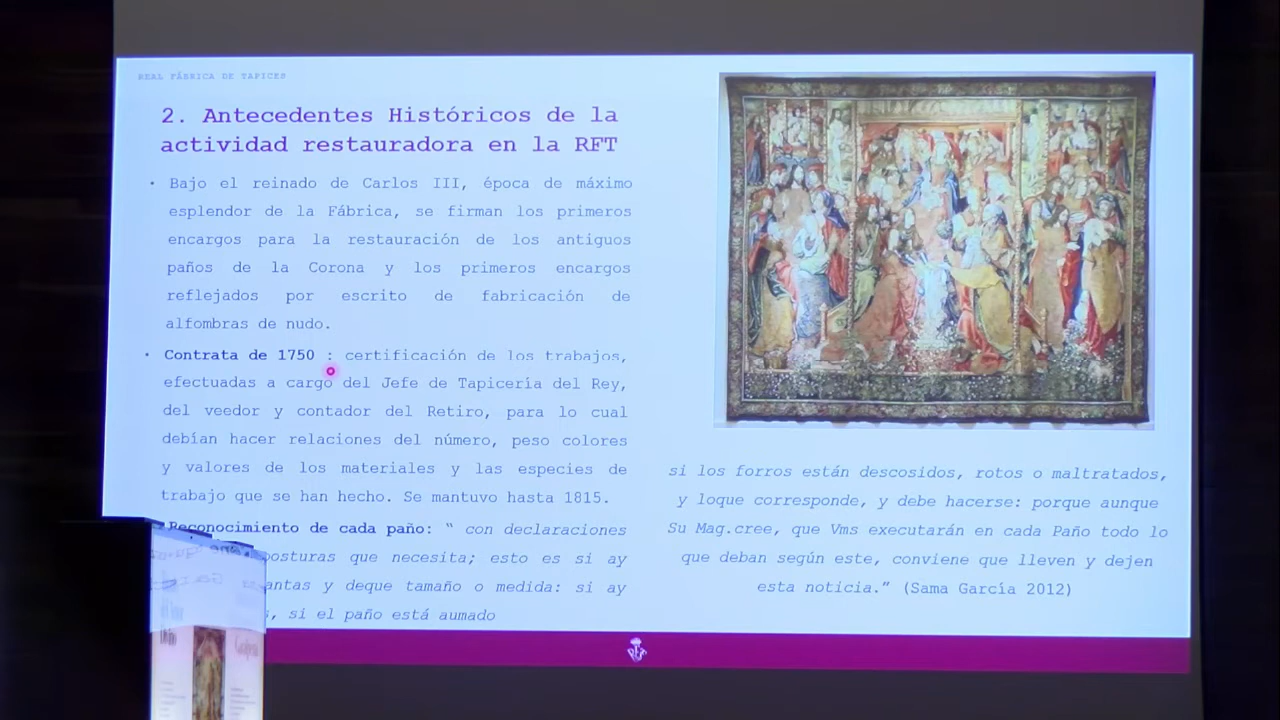 REAL FÁBRICA DE TAPICES
2. Antecedentes Históricos de la
actividad restauradora en la RFT
• Bajo el reinado de Carlos III, época de máximo
esplendor de la Fábrica, se firman los primeros
encargos para la restauración de los antiguos
paños de la Corona y los primeros encargos
reflejados por escrito de fabricación de
alfombras de nudo.
• Contrata de 1750 : certificación de los trabajos,
efectuadas a cargo del Jefe de Tapicería del Rey,
del veedor y contador del Retiro, para lo cual
debían hacer relaciones del número, peso colores
y valores de los materiales y las especies de
trabajo que se han hecho. Se mantuvo hasta 1815.
Reconocimiento de cada paño: “ con declaraciones
posturas que necesita; esto es si ay
antas y deque tamaño o medida: si ay
, si el paño está aumado
si los forros están descosidos, rotos o maltratados,
y loque corresponde, y debe hacerse: porque aunque
Su Mag.cree, que Vms executarán en cada Paño todo lo
que deban según este, conviene que lleven y dejen
esta noticia.” (Sama García 2012)